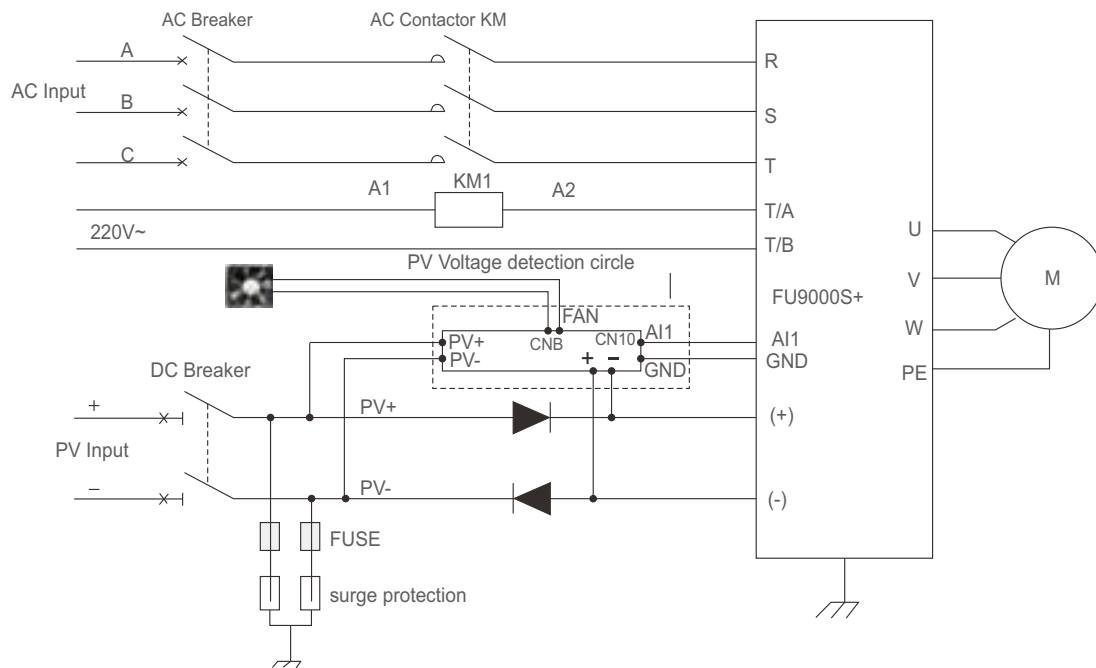 AC Breaker
AC Contactor KM
A
R
AC Input
B
S
C
T
A1
KM1
A2
T/A
220V~
T/B
U
PV Voltage detection circle
V
M
FU9000S+
FAN
W
PV+
CNB
CN10
AI1
AI1
PV-
+
−
GND
GND
PE
DC Breaker
+
PV+
(+)
PV Input
−
PV-
(-)
FUSE
surge protection